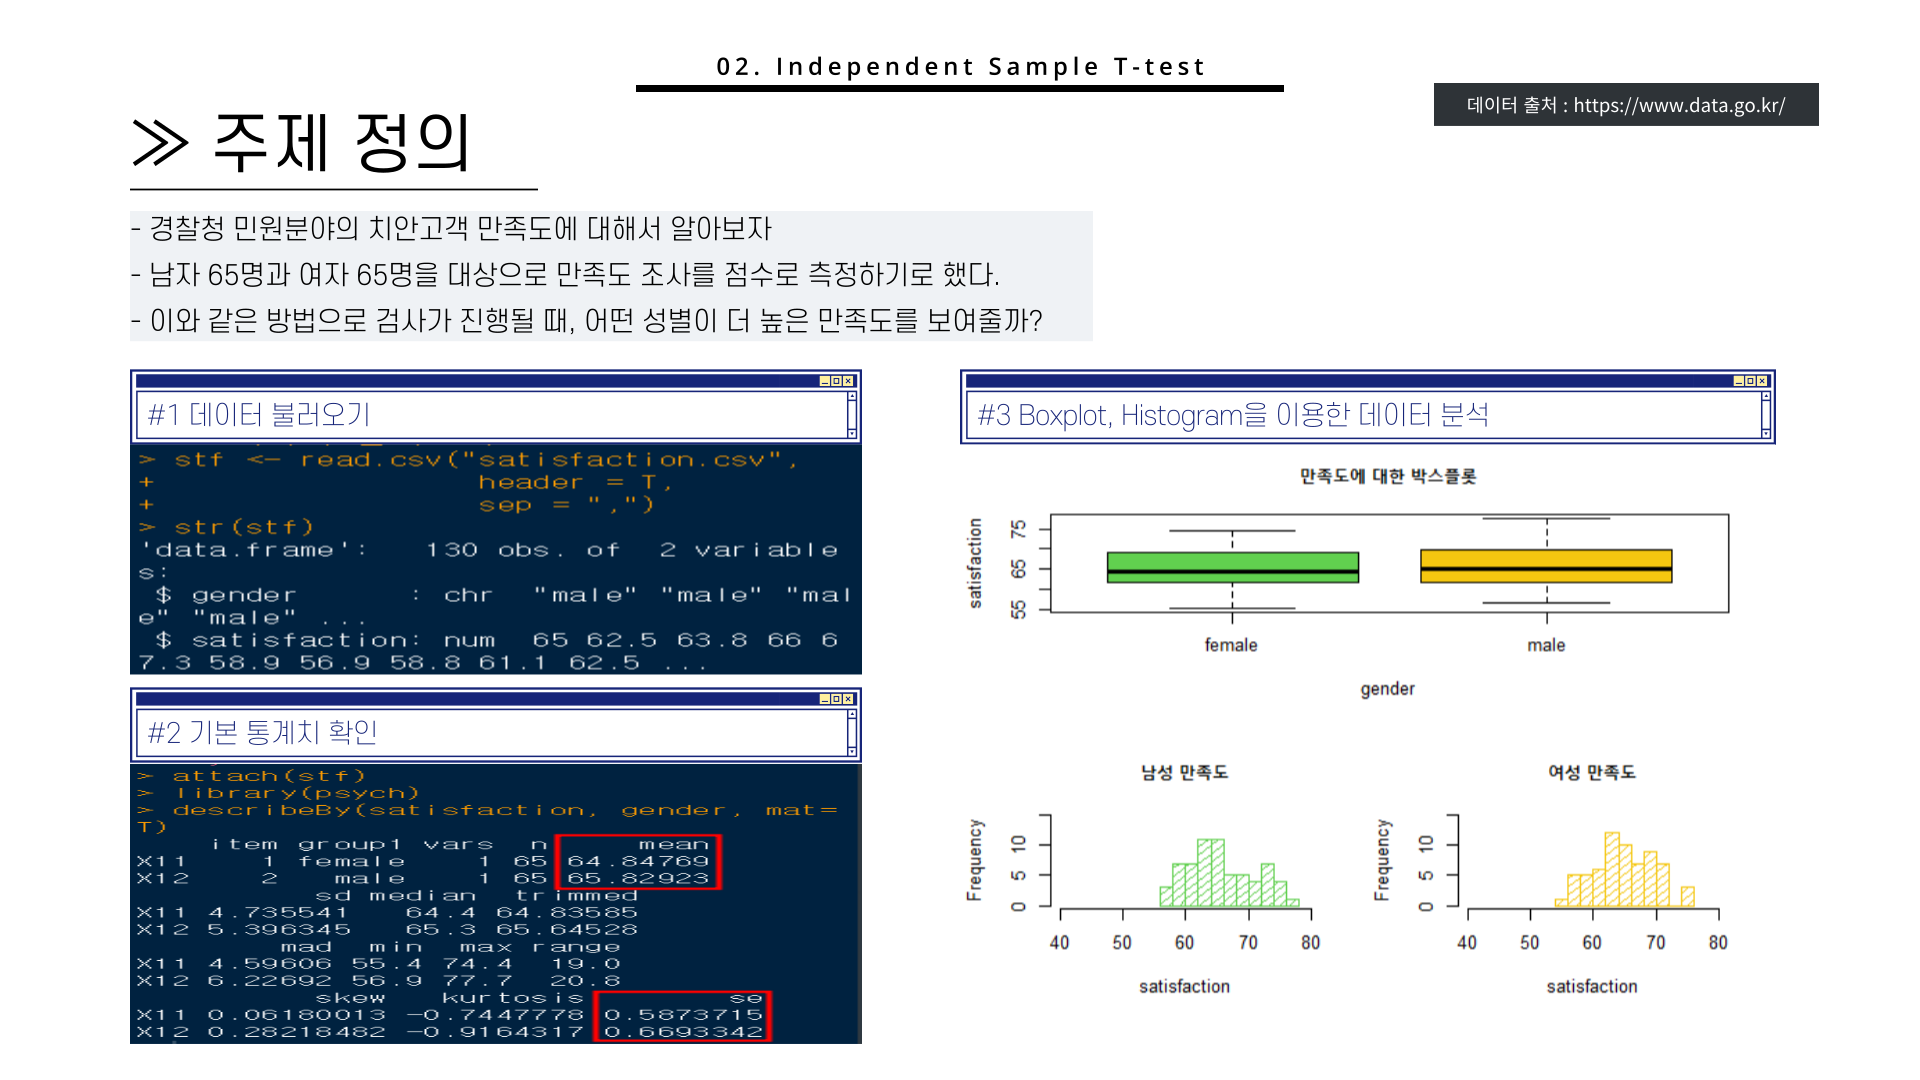 02. Independent Sample T-test
데이터 출처 : https://www.data.go.kr/
≫ 주제 정의
- 경찰청 민원분야의 치안고객 만족도에 대해서 알아보자
- 남자 65명과 여자 65명을 대상으로 만족도 조사를 점수로 측정하기로 했다.
- 이와 같은 방법으로 검사가 진행될 때, 어떤 성별이 더 높은 만족도를 보여줄까?
#1 데이터 불러오기
> stf <- read.csv("satisfaction.csv",
+ header = T,
+ sep = ",")
> str(stf)
'data.frame': 130 obs. of 2 variable
s:
$ gender : chr "male" "male" "mal
e" "male" ...
$ satisfaction: num 65 62.5 63.8 66 6
7.3 58.9 56.9 58.8 61.1 62.5 ...
#2 기본 통계치 확인
> attach(stf)
> library(psych)
> describeBy(satisfaction, gender, mat=
T)
item group1 vars n mean
X11 1 female 1 65 64.84769
X12 2 male 1 65 65.82923
sd median trimmed
X11 4.735541 64.4 64.83585
X12 5.396345 65.3 65.64528
mad min max range
X11 4.59606 55.4 74.4 19.0
X12 6.22692 56.9 77.7 20.8
skew kurtosis se
X11 0.06180013 -0.7447778 0.5873715
X12 0.28218482 -0.9164317 0.6693342
#3 Boxplot, Histogram을 이용한 데이터 분석
만족도에 대한 박스플롯
satisfaction
75
65
55
female male
gender
남성 만족도
Frequency
10
5
0
40 50 60 70 80
satisfaction
여성 만족도
Frequency
10
5
0
40 50 60 70 80
satisfaction